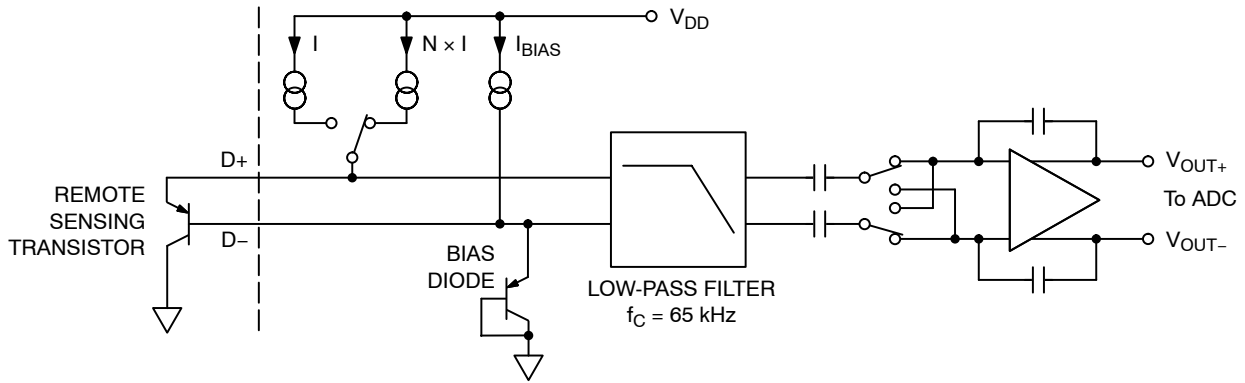 V_DD
I
N × I
I_BIAS
D+
REMOTE
SENSING
TRANSISTOR
D−
BIAS
DIODE
LOW-PASS FILTER
f_C = 65 kHz
V_OUT+
To ADC
V_OUT−